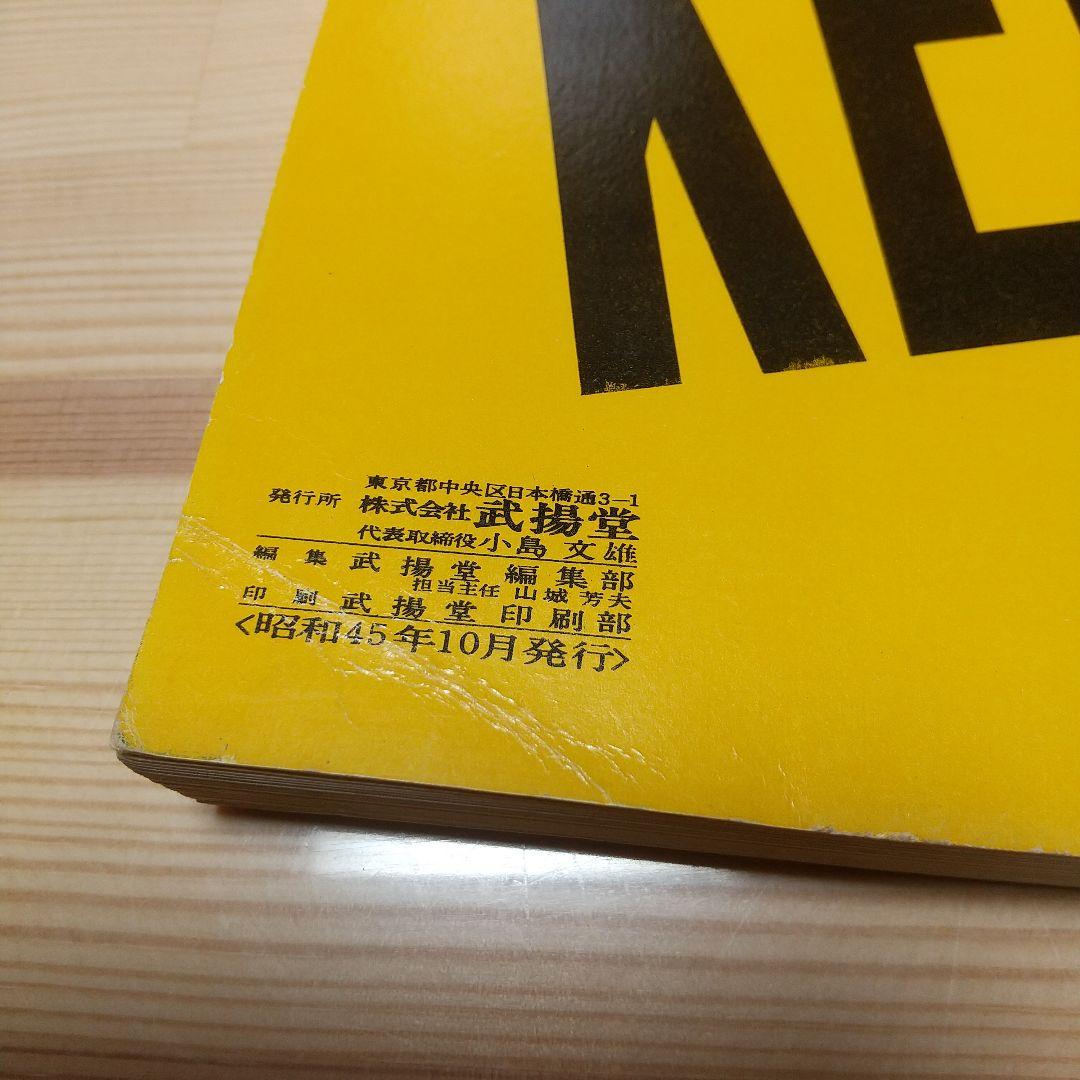 KE
東京都中央区日本橋通3-1
発行所 株式会社 武揚堂
代表取締役 小島文雄
編集 武揚堂編集部
担当主任 山城芳夫
印刷 武揚堂印刷部
<昭和45年10月発行>